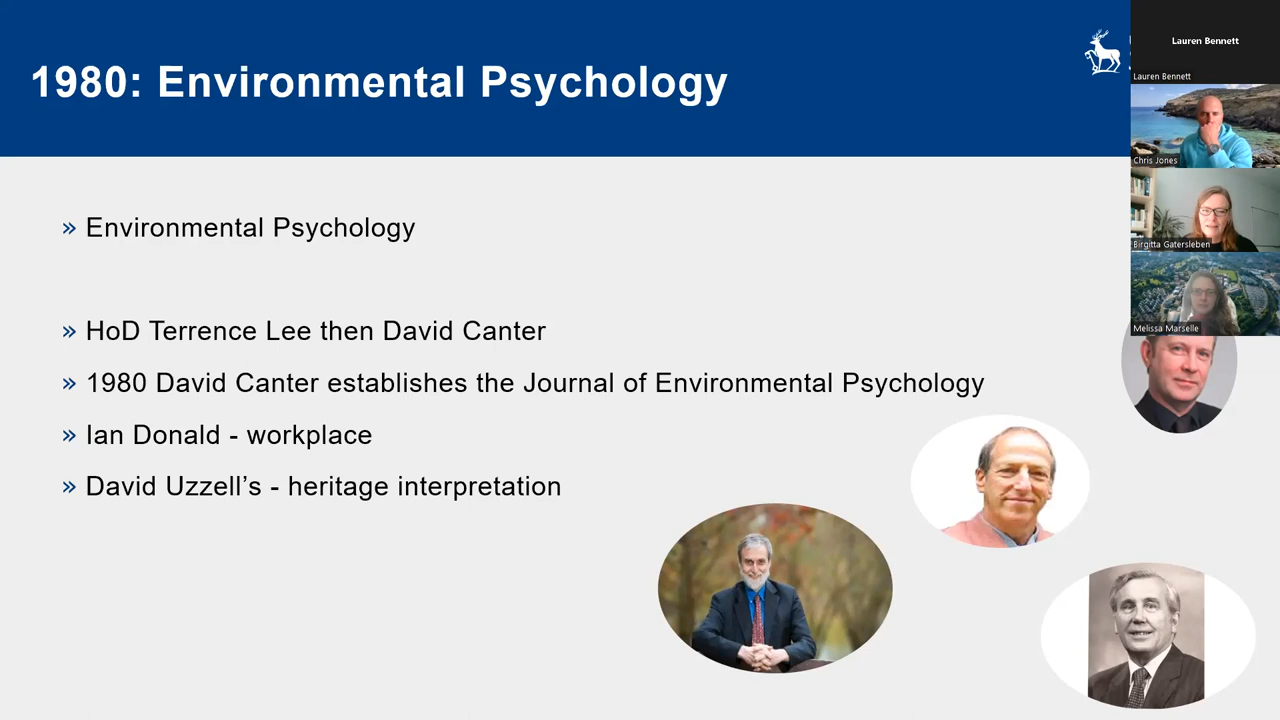 1980: Environmental Psychology
» Environmental Psychology
» HoD Terrence Lee then David Canter
» 1980 David Canter establishes the Journal of Environmental Psychology
» Ian Donald - workplace
» David Uzzell’s - heritage interpretation
Lauren Bennett
Lauren Bennett
Chris Jones
Birgitta Gatersleben
Melissa Marselle